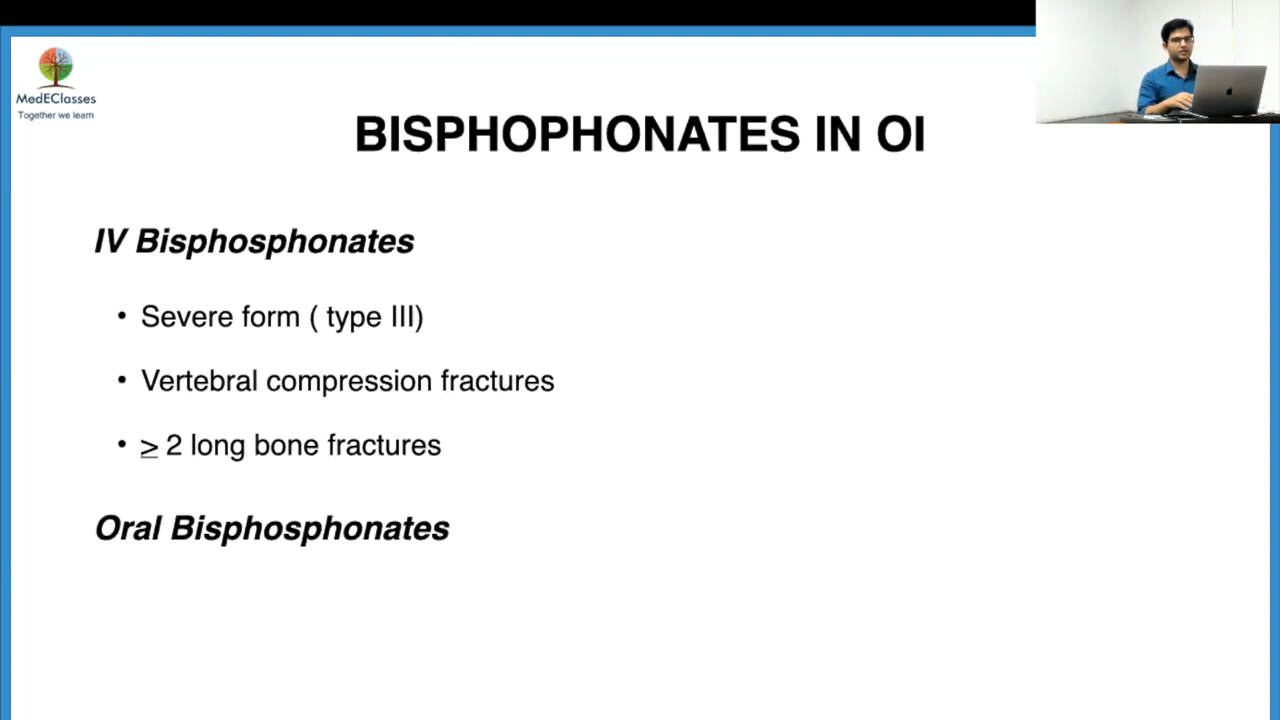 MedEClasses
Together we learn
BISPHOPHONATES IN OI
IV Bisphosphonates
• Severe form ( type III)
• Vertebral compression fractures
• ≥ 2 long bone fractures
Oral Bisphosphonates